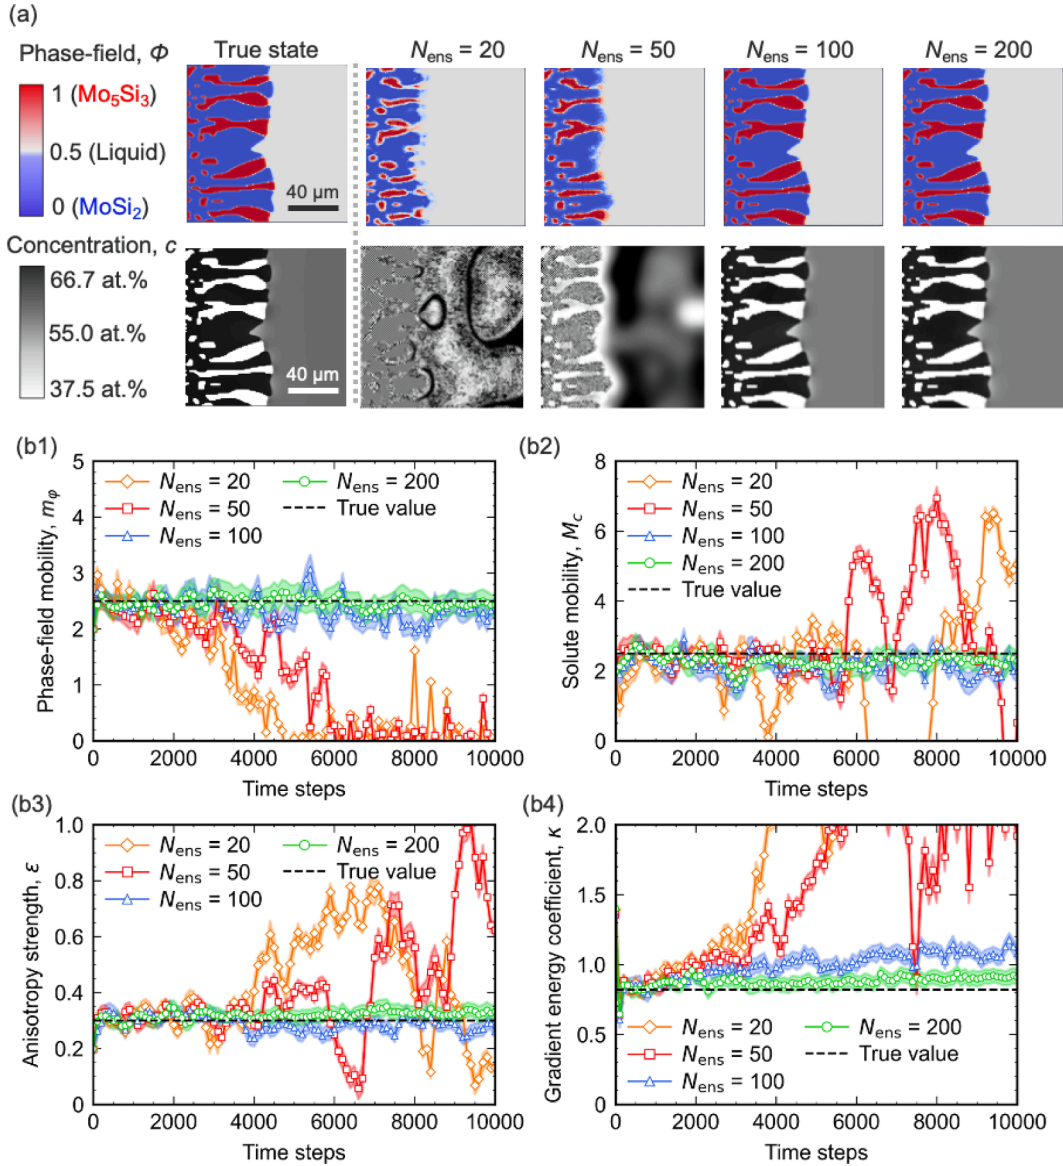 (a)
Phase-field, Φ
True state
N_ens = 20
N_ens = 50
N_ens = 100
N_ens = 200
1 (Mo₅Si₃)
0.5 (Liquid)
0 (MoSi₂)
40 μm
Concentration, c
66.7 at.%
55.0 at.%
37.5 at.%
40 μm
(b1)
Phase-field mobility, m_φ
5
4
3
2
1
0
N_ens = 20
N_ens = 50
N_ens = 100
N_ens = 200
True value
0 2000 4000 6000 8000 10000
Time steps
(b2)
Solute mobility, M_c
8
6
4
2
0
N_ens = 20
N_ens = 50
N_ens = 100
N_ens = 200
True value
0 2000 4000 6000 8000 10000
Time steps
(b3)
Anisotropy strength, ε
1.0
0.8
0.6
0.4
0.2
0
N_ens = 20
N_ens = 50
N_ens = 100
N_ens = 200
True value
0 2000 4000 6000 8000 10000
Time steps
(b4)
Gradient energy coefficient, κ
2.0
1.5
1.0
0.5
0
N_ens = 20
N_ens = 50
N_ens = 100
N_ens = 200
True value
0 2000 4000 6000 8000 10000
Time steps